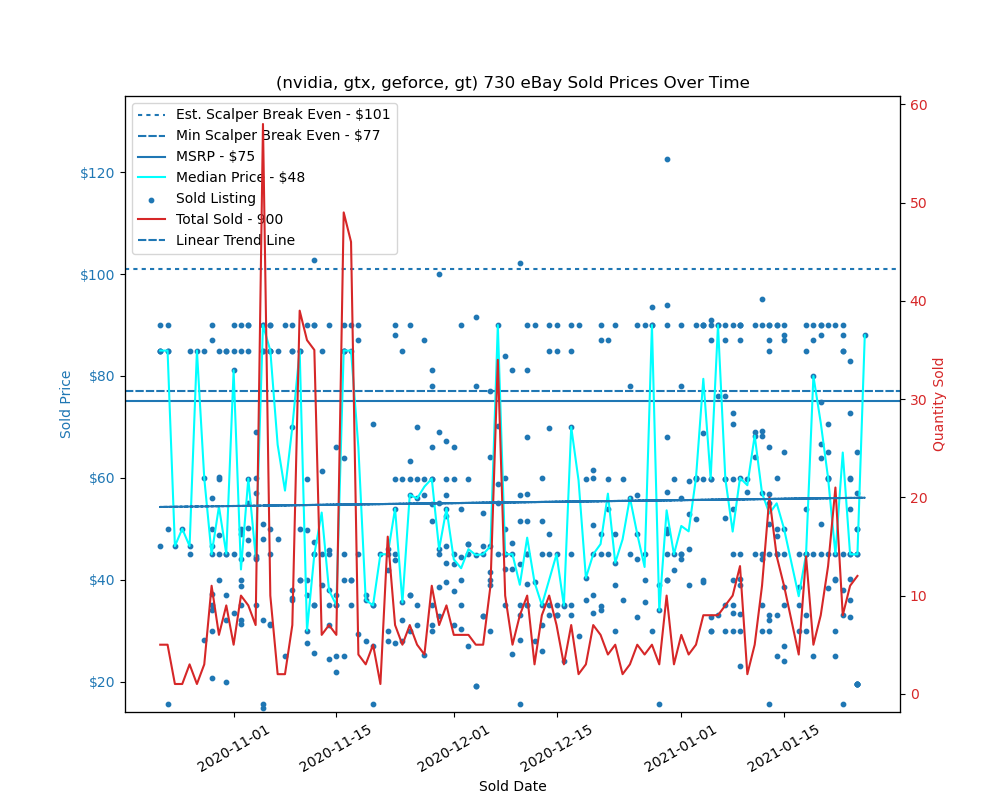 (nvidia, gtx, geforce, gt) 730 eBay Sold Prices Over Time
Est. Scalper Break Even - $101
Min Scalper Break Even - $77
MSRP - $75
Median Price - $48
Sold Listing
Total Sold - 900
Linear Trend Line
$120
$100
$80
$60
$40
$20
Sold Price
60
50
40
30
20
10
0
Quantity Sold
2020-11-01
2020-11-15
2020-12-01
2020-12-15
2021-01-01
2021-01-15
Sold Date